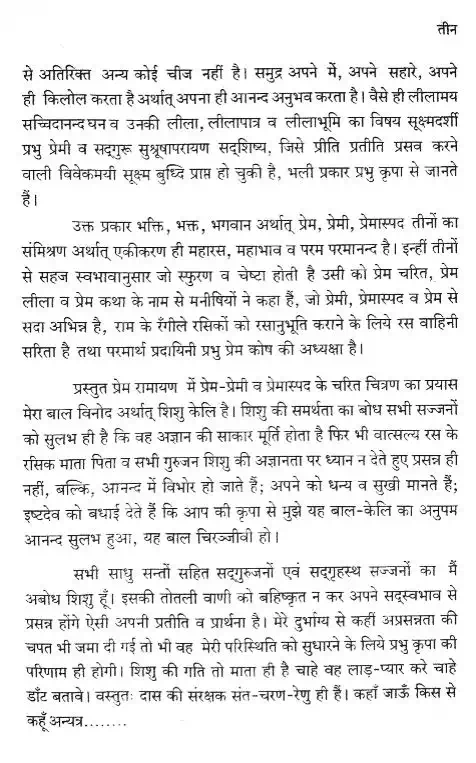 तीन
से अतिरिक्त अन्य कोई चीज नहीं है। समुद्र अपने में, अपने सहारे, अपने
ही किलोल करता है अर्थात् अपना ही आनन्द अनुभव करता है। वैसे ही लीलामय
सच्चिदानन्द घन व उनकी लीला, लीलापात्र व लीलाभूमि का विषय सूक्ष्मदर्शी
प्रभु प्रेमी व सद्गुरू सुश्रूषापरायण सद्शिष्य, जिसे प्रीति प्रतीति प्रसव करने
वाली विवेकमयी सूक्ष्म बुध्दि प्राप्त हो चुकी है, भली प्रकार प्रभु कृपा से जानते
हैं।
उक्त प्रकार भक्ति, भक्त, भगवान अर्थात् प्रेम, प्रेमी, प्रेमास्पद तीनों का
संमिश्रण अर्थात् एकीकरण ही महारस, महाभाव व परम परमानन्द है। इन्हीं तीनों
से सहज स्वभावानुसार जो स्फुरण व चेष्टा होती है उसी को प्रेम चरित, प्रेम
लीला व प्रेम कथा के नाम से मनीषियों ने कहा हैं, जो प्रेमी, प्रेमास्पद व प्रेम से
सदा अभिन्न है, राम के रँगीले रसिकों को रसानुभूति कराने के लिये रस वाहिनी
सरिता है तथा परमार्थ प्रदायिनी प्रभु प्रेम कोष की अध्यक्षा है।
प्रस्तुत प्रेम रामायण में प्रेम-प्रेमी व प्रेमास्पद के चरित चित्रण का प्रयास
मेरा बाल विनोद अर्थात् शिशु केलि है। शिशु की समर्थता का बोध सभी सज्जनों
को सुलभ ही है कि वह अज्ञान की साकार मूर्ति होता है फिर भी वात्सल्य रस के
रसिक माता पिता व सभी गुरुजन शिशु की अज्ञानता पर ध्यान न देते हुए प्रसन्न ही
नहीं, बल्कि, आनन्द में विभोर हो जाते हैं; अपने को धन्य व सुखी मानते है;
इष्टदेव को बधाई देते हैं कि आप की कृपा से मुझे यह बाल-केलि का अनुपम
आनन्द सुलभ हुआ, यह बाल चिरञ्जीवी हो।
सभी साधु सन्तों सहित सद्गुरुजनों एवं सद्गृहस्थ सज्जनों का मैं
अबोध शिशु हूँ। इसकी तोतली वाणी को बहिष्कृत न कर अपने सद्स्वभाव से
प्रसन्न होंगे ऐसी अपनी प्रतीति व प्रार्थना है। मेरे दुर्भाग्य से कहीं अप्रसन्नता की
चपत भी जमा दी गई तो भी वह मेरी परिस्थिति को सुधारने के लिये प्रभु कृपा की
परिणाम ही होगी। शिशु की गति तो माता ही है चाहे वह लाड़-प्यार करे चाहे
डाँट बतावे। वस्तुतः दास की संरक्षक संत-चरण-रेणु ही हैं। कहाँ जाऊँ किस से
कहूँ अन्यत्र........